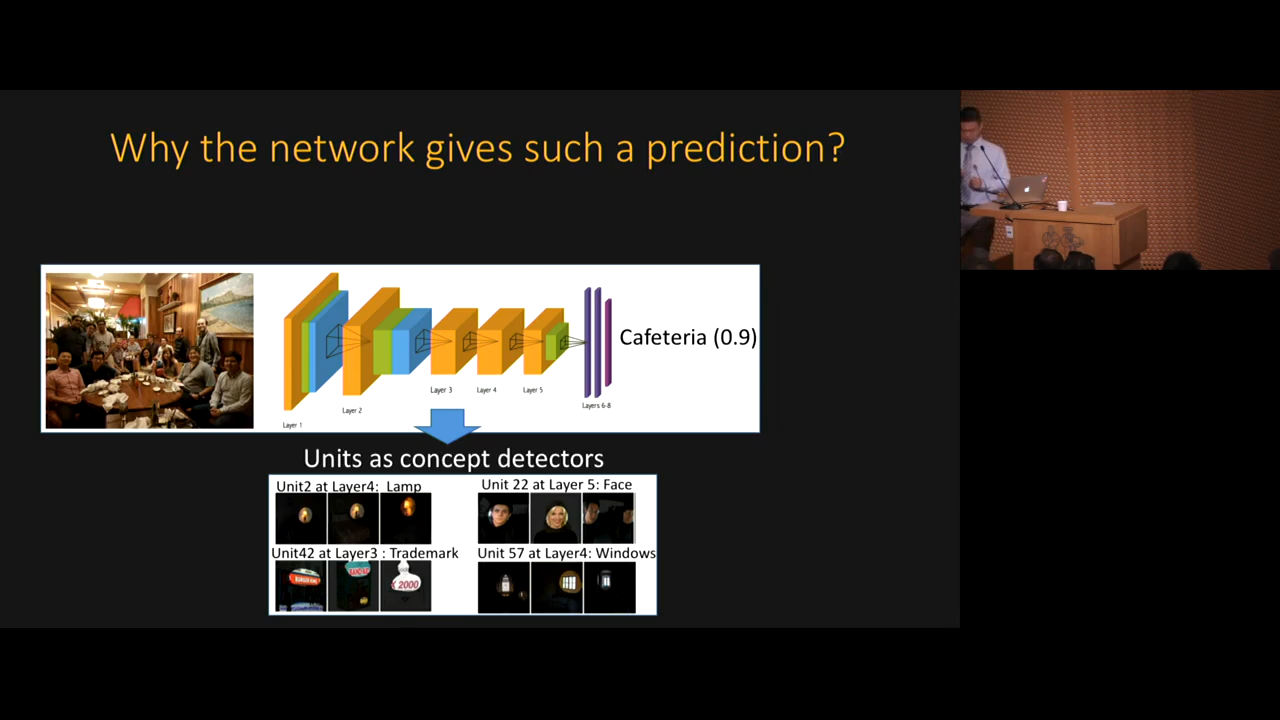 Why the network gives such a prediction?
Cafeteria (0.9)
Layer 1
Layer 2
Layer 3
Layer 4
Layer 5
Layers 6-8
Units as concept detectors
Unit2 at Layer4: Lamp
Unit 22 at Layer 5: Face
Unit42 at Layer3 : Trademark
Unit 57 at Layer4: Windows
BURGER KING
2000